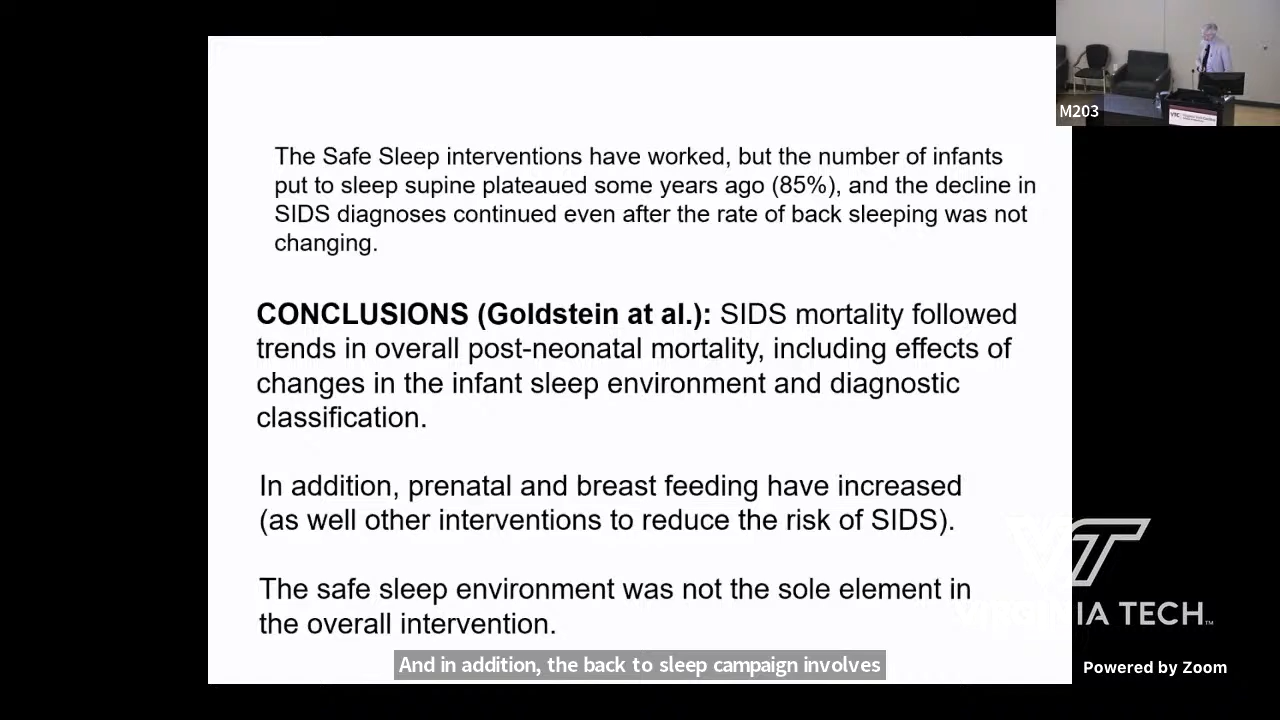 M203
The Safe Sleep interventions have worked, but the number of infants
put to sleep supine plateaued some years ago (85%), and the decline in
SIDS diagnoses continued even after the rate of back sleeping was not
changing.
CONCLUSIONS (Goldstein at al.): SIDS mortality followed
trends in overall post-neonatal mortality, including effects of
changes in the infant sleep environment and diagnostic
classification.
In addition, prenatal and breast feeding have increased
(as well other interventions to reduce the risk of SIDS).
The safe sleep environment was not the sole element in
the overall intervention.
VT
VIRGINIA TECH™
And in addition, the back to sleep campaign involves
Powered by Zoom